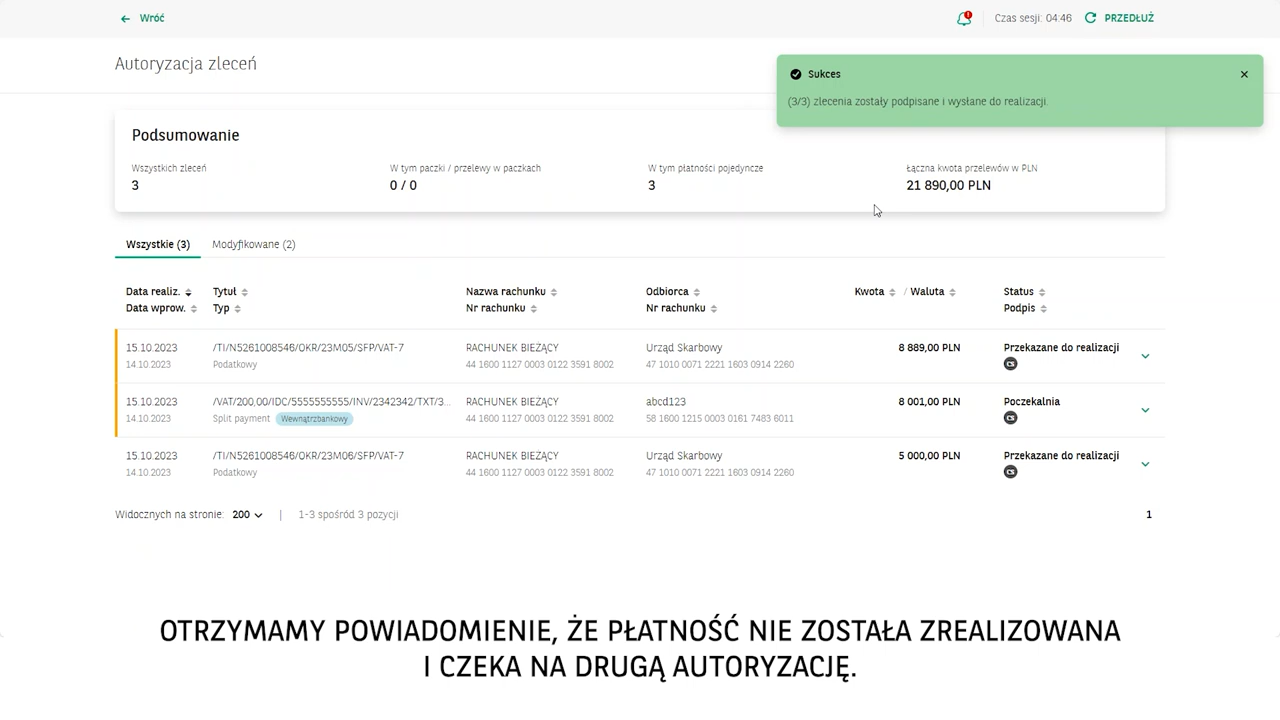 Wróć
1
Czas sesji: 04:46
PRZEDŁUŻ
Autoryzacja zleceń
Sukces
(3/3) zlecenia zostały podpisane i wysłane do realizacji.
Podsumowanie
Wszystkich zleceń
3
W tym paczki / przelewy w paczkach
0 / 0
W tym płatności pojedyncze
3
Łączna kwota przelewów w PLN
21 890,00 PLN
Wszystkie (3) Modyfikowane (2)
Data realiz. Tytuł Nazwa rachunku Odbiorca Kwota / Waluta Status
Data wprow. Typ Nr rachunku Nr rachunku Podpis
15.10.2023 /TI/N5261008546/OKR/23M05/SFP/VAT-7 RACHUNEK BIEŻĄCY Urząd Skarbowy 8 889,00 PLN Przekazane do realizacji
14.10.2023 Podatkowy 44 1600 1127 0003 0122 3591 8002 47 1010 0071 2221 1603 0914 2260 CS
15.10.2023 /VAT/200,00/IDC/5555555555/INV/2342342/TXT/3... RACHUNEK BIEŻĄCY abcd123 8 001,00 PLN Poczekalnia
14.10.2023 Split payment Wewnątrzbankowy 44 1600 1127 0003 0122 3591 8002 58 1600 1215 0003 0161 7483 6011 CS
15.10.2023 /TI/N5261008546/OKR/23M06/SFP/VAT-7 RACHUNEK BIEŻĄCY Urząd Skarbowy 5 000,00 PLN Przekazane do realizacji
14.10.2023 Podatkowy 44 1600 1127 0003 0122 3591 8002 47 1010 0071 2221 1603 0914 2260 CS
Widocznych na stronie: 200 | 1-3 spośród 3 pozycji 1
OTRZYMAMY POWIADOMIENIE, ŻE PŁATNOŚĆ NIE ZOSTAŁA ZREALIZOWANA
I CZEKA NA DRUGĄ AUTORYZACJĘ.